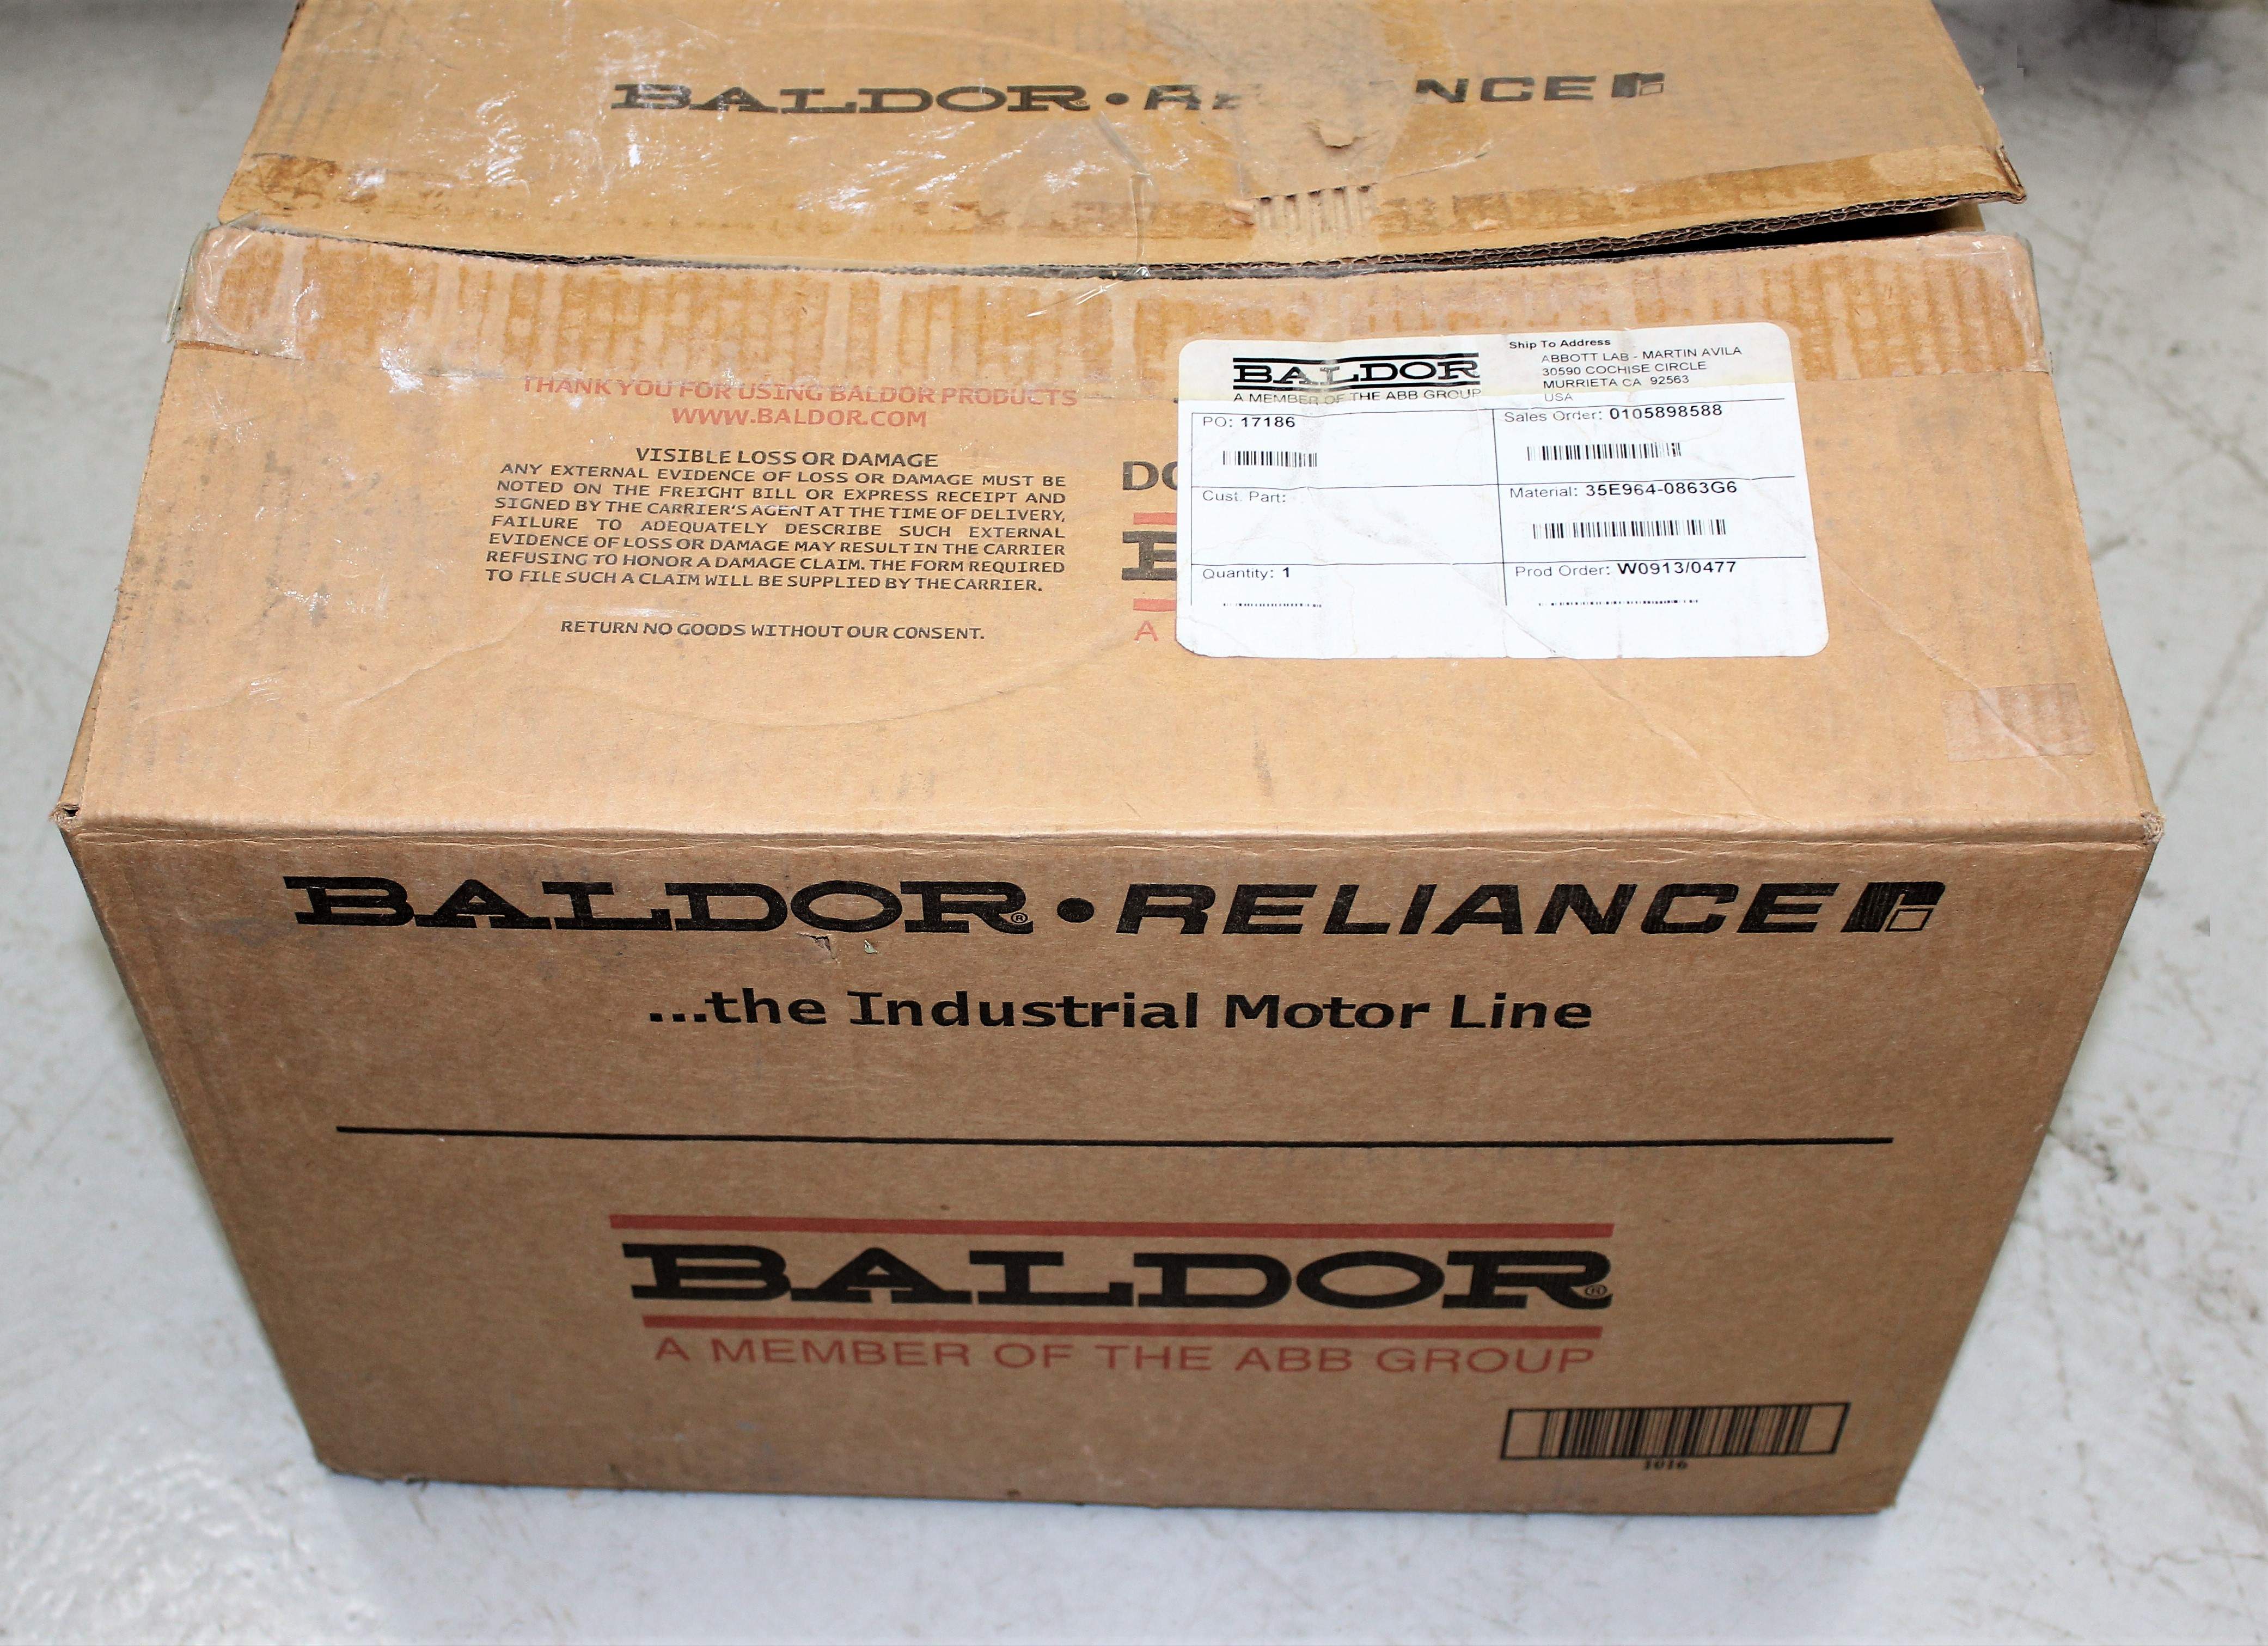 BALDOR • RELIANCE
THANK YOU FOR USING BALDOR PRODUCTS
WWW.BALDOR.COM
VISIBLE LOSS OR DAMAGE
ANY EXTERNAL EVIDENCE OF LOSS OR DAMAGE MUST BE
NOTED ON THE FREIGHT BILL OR EXPRESS RECEIPT AND
SIGNED BY THE CARRIER'S AGENT AT THE TIME OF DELIVERY,
FAILURE TO ADEQUATELY DESCRIBE SUCH EXTERNAL
EVIDENCE OF LOSS OR DAMAGE MAY RESULT IN THE CARRIER
REFUSING TO HONOR A DAMAGE CLAIM. THE FORM REQUIRED
TO FILE SUCH A CLAIM WILL BE SUPPLIED BY THE CARRIER.
RETURN NO GOODS WITHOUT OUR CONSENT.
DO
B
A
BALDOR
A MEMBER OF THE ABB GROUP
Ship To Address
ABBOTT LAB - MARTIN AVILA
30590 COCHISE CIRCLE
MURRIETA CA 92563
USA
PO: 17186
Sales Order: 0105898588
Cust. Part:
Material: 35E964-0863G6
Quantity: 1
Prod Order: W0913/0477
BALDOR® • RELIANCE
...the Industrial Motor Line
BALDOR®
A MEMBER OF THE ABB GROUP
1016